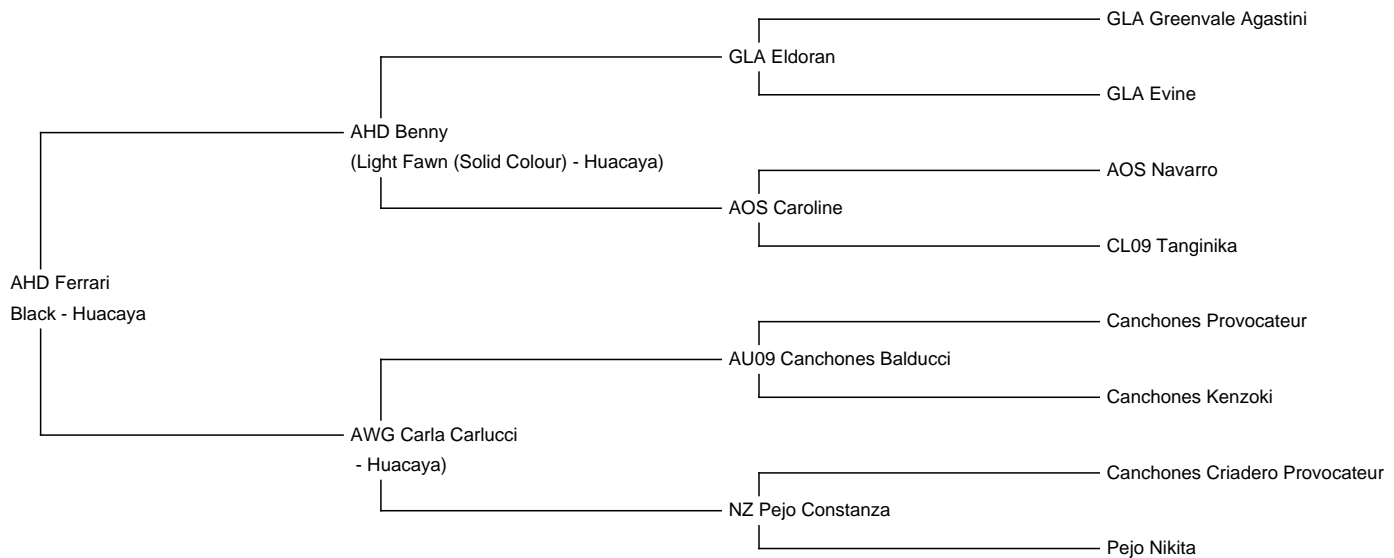 GLA Greenvale Agastini
GLA Eldoran
GLA Evine
AHD Benny
(Light Fawn (Solid Colour) - Huacaya)
AOS Navarro
AOS Caroline
CL09 Tanginika
AHD Ferrari
Black - Huacaya
Canchones Provocateur
AU09 Canchones Balducci
Canchones Kenzoki
AWG Carla Carlucci
- Huacaya)
Canchones Criadero Provocateur
NZ Pejo Constanza
Pejo Nikita